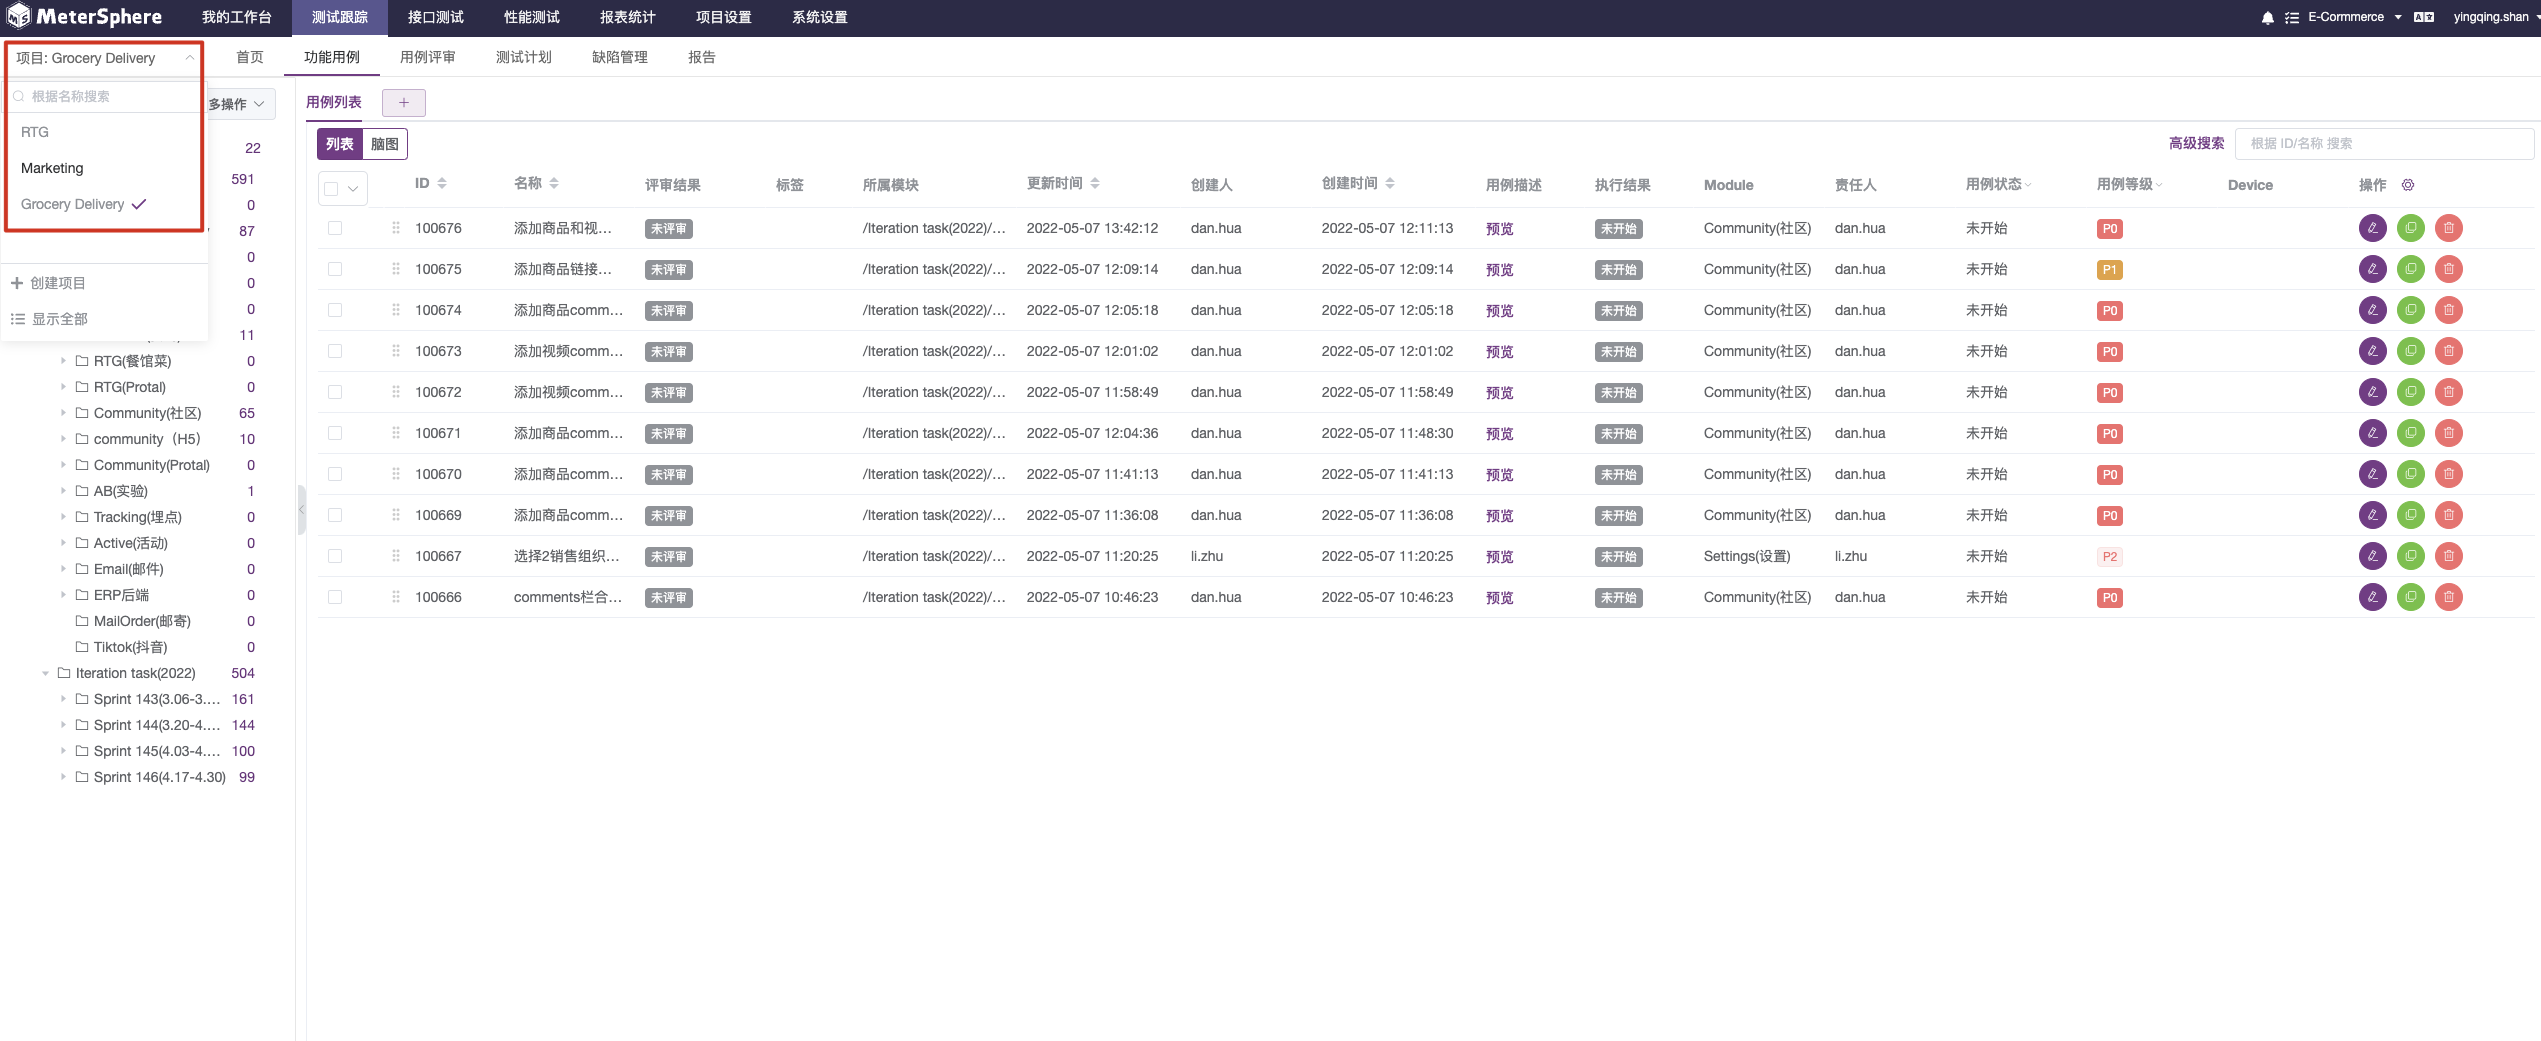 MeterSphere 我的工作台 测试跟踪 接口测试 性能测试 报表统计 项目设置 系统设置 E-Commerce yingqing.shan
项目: Grocery Delivery 首页 功能用例 用例评审 测试计划 缺陷管理 报告
根据名称搜索
RTG
Marketing
Grocery Delivery
创建项目
显示全部
多操作
22
591
0
87
0
0
0
11
RTG(餐馆菜) 0
RTG(Protal) 0
Community(社区) 65
community（H5） 10
Community(Protal) 0
AB(实验) 1
Tracking(埋点) 0
Active(活动) 0
Email(邮件) 0
ERP后端 0
MailOrder(邮寄) 0
Tiktok(抖音) 0
Iteration task(2022) 504
Sprint 143(3.06-3.... 161
Sprint 144(3.20-4.... 144
Sprint 145(4.03-4.... 100
Sprint 146(4.17-4.30) 99
用例列表 +
列表 脑图 高级搜索 根据 ID/名称 搜索
ID 名称 评审结果 标签 所属模块 更新时间 创建人 创建时间 用例描述 执行结果 Module 责任人 用例状态 用例等级 Device 操作
100676 添加商品和视... 未评审 /Iteration task(2022)/... 2022-05-07 13:42:12 dan.hua 2022-05-07 12:11:13 预览 未开始 Community(社区) dan.hua 未开始 P0
100675 添加商品链接... 未评审 /Iteration task(2022)/... 2022-05-07 12:09:14 dan.hua 2022-05-07 12:09:14 预览 未开始 Community(社区) dan.hua 未开始 P1
100674 添加商品comm... 未评审 /Iteration task(2022)/... 2022-05-07 12:05:18 dan.hua 2022-05-07 12:05:18 预览 未开始 Community(社区) dan.hua 未开始 P0
100673 添加视频comm... 未评审 /Iteration task(2022)/... 2022-05-07 12:01:02 dan.hua 2022-05-07 12:01:02 预览 未开始 Community(社区) dan.hua 未开始 P0
100672 添加视频comm... 未评审 /Iteration task(2022)/... 2022-05-07 11:58:49 dan.hua 2022-05-07 11:58:49 预览 未开始 Community(社区) dan.hua 未开始 P0
100671 添加商品comm... 未评审 /Iteration task(2022)/... 2022-05-07 12:04:36 dan.hua 2022-05-07 11:48:30 预览 未开始 Community(社区) dan.hua 未开始 P0
100670 添加商品comm... 未评审 /Iteration task(2022)/... 2022-05-07 11:41:13 dan.hua 2022-05-07 11:41:13 预览 未开始 Community(社区) dan.hua 未开始 P0
100669 添加商品comm... 未评审 /Iteration task(2022)/... 2022-05-07 11:36:08 dan.hua 2022-05-07 11:36:08 预览 未开始 Community(社区) dan.hua 未开始 P0
100667 选择2销售组织... 未评审 /Iteration task(2022)/... 2022-05-07 11:20:25 li.zhu 2022-05-07 11:20:25 预览 未开始 Settings(设置) li.zhu 未开始 P2
100666 comments栏合... 未评审 /Iteration task(2022)/... 2022-05-07 10:46:23 dan.hua 2022-05-07 10:46:23 预览 未开始 Community(社区) dan.hua 未开始 P0